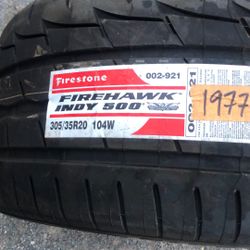 Firestone 002-921
FIREHAWK
INDY 500
305/35R20 104W
1977